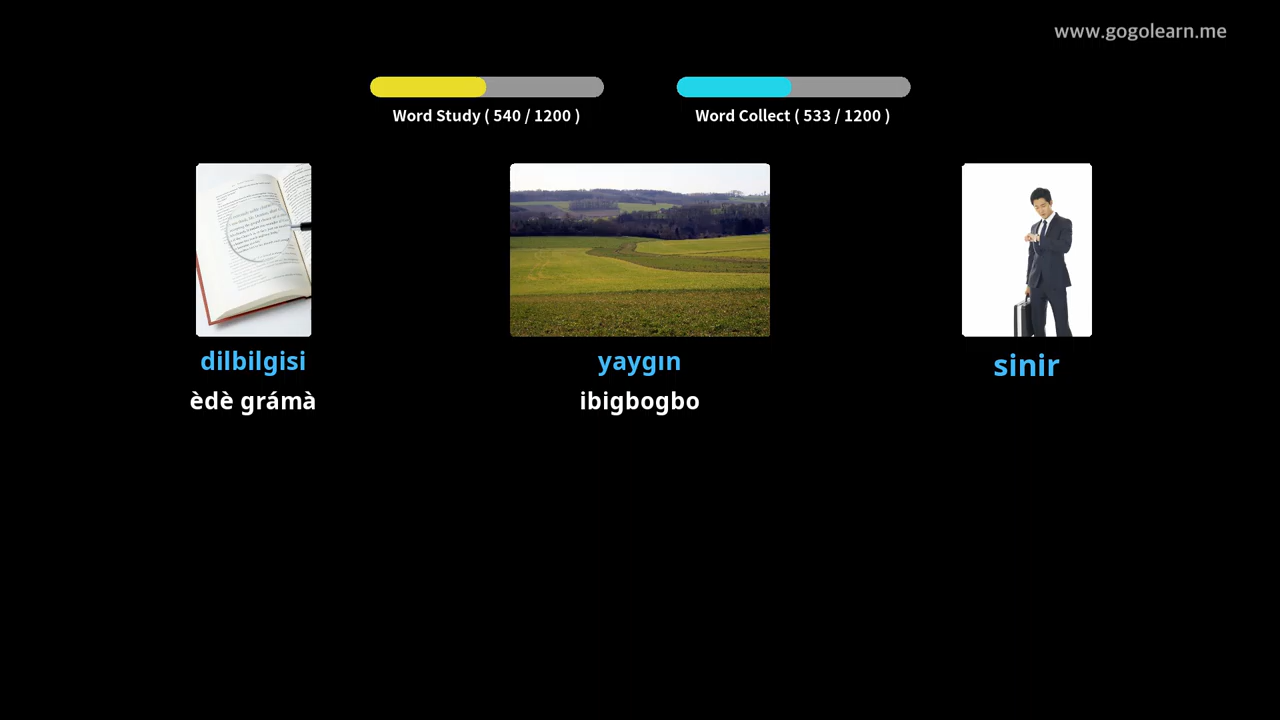 www.gogolearn.me
Word Study ( 540 / 1200 )
Word Collect ( 533 / 1200 )
dilbilgisi
yaygın
sinir
èdè grámà
ibigbogbo